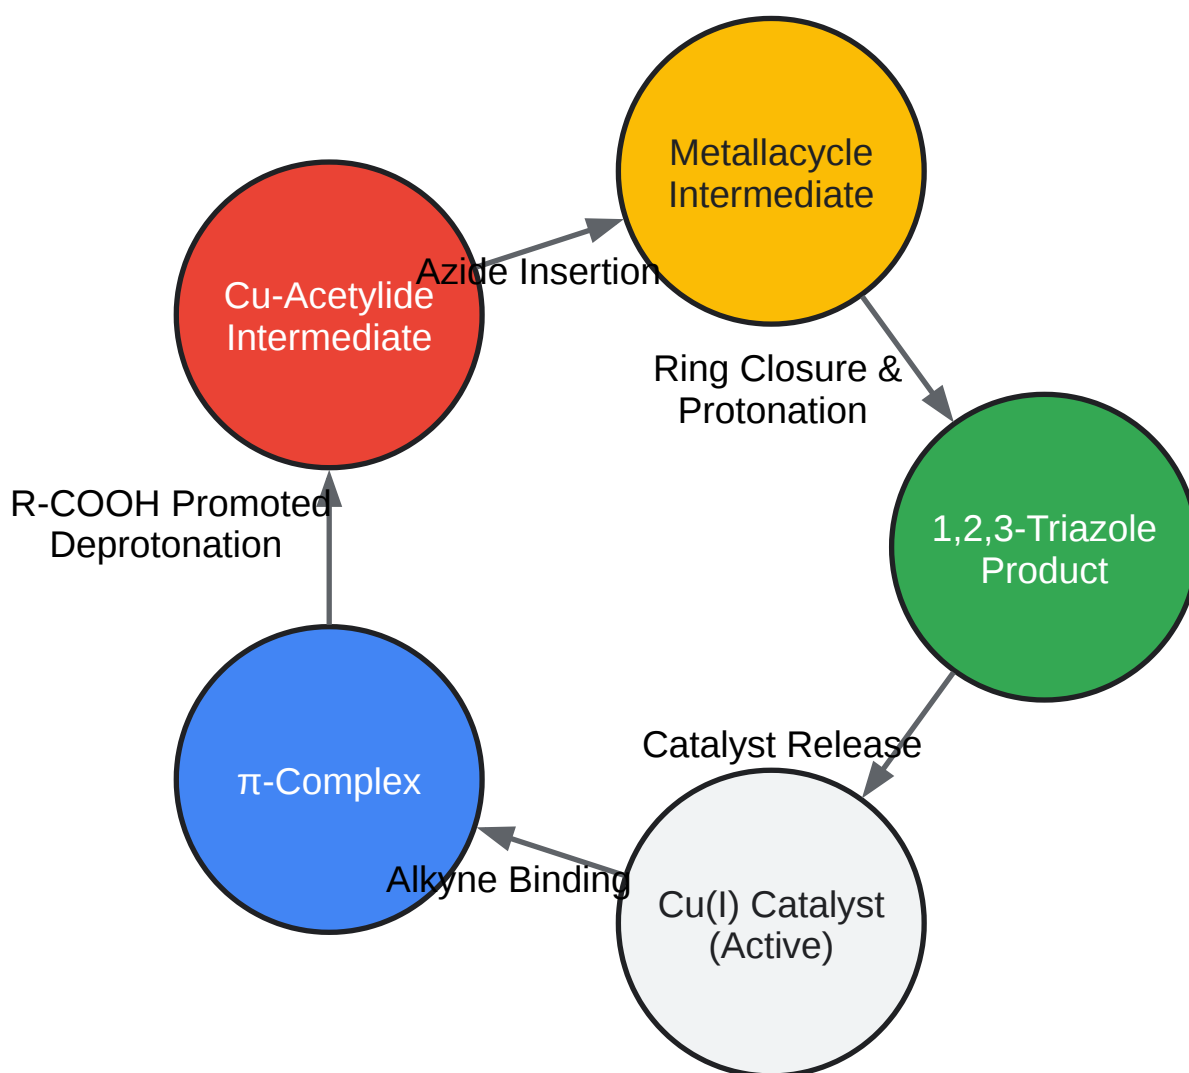 Metallacycle
Intermediate
Cu-Acetylide
Intermediate
Azide Insertion
Ring Closure &
Protonation
R-COOH Promoted
Deprotonation
1,2,3-Triazole
Product
Catalyst Release
π-Complex
Alkyne Binding
Cu(I) Catalyst
(Active)